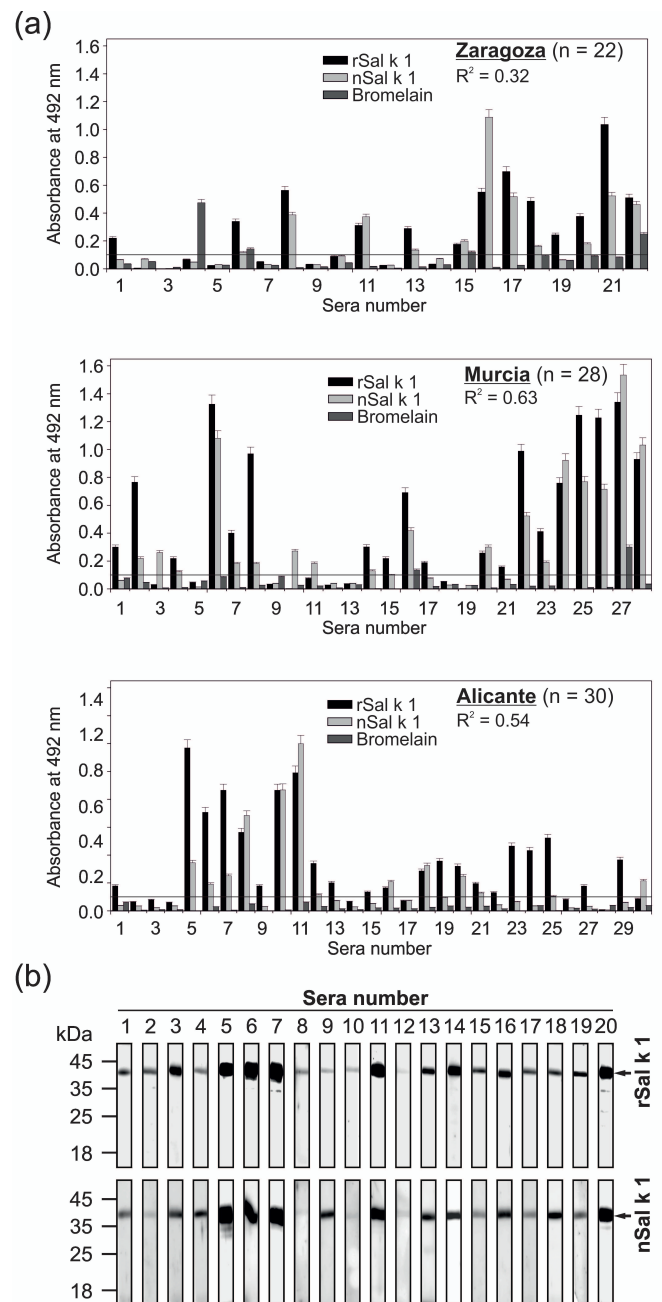 (a)
1.6
1.4
1.2
1.0
0.8
0.6
0.4
0.2
0.0
Absorbance at 492 nm
rSal k 1
nSal k 1
Bromelain
Zaragoza (n = 22)
R² = 0.32
1 3 5 7 9 11 13 15 17 19 21
Sera number
1.6
1.4
1.2
1.0
0.8
0.6
0.4
0.2
0.0
Absorbance at 492 nm
rSal k 1
nSal k 1
Bromelain
Murcia (n = 28)
R² = 0.63
1 3 5 7 9 11 13 15 17 19 21 23 25 27
Sera number
1.4
1.2
0.8
0.4
0.2
0.0
Absorbance at 492 nm
rSal k 1
nSal k 1
Bromelain
Alicante (n = 30)
R² = 0.54
1 3 5 7 9 11 13 15 17 19 21 23 25 27 29
Sera number
(b)
Sera number
kDa
1 2 3 4 5 6 7 8 9 10 11 12 13 14 15 16 17 18 19 20
45
35
25
18
rSal k 1
45
35
25
18
nSal k 1